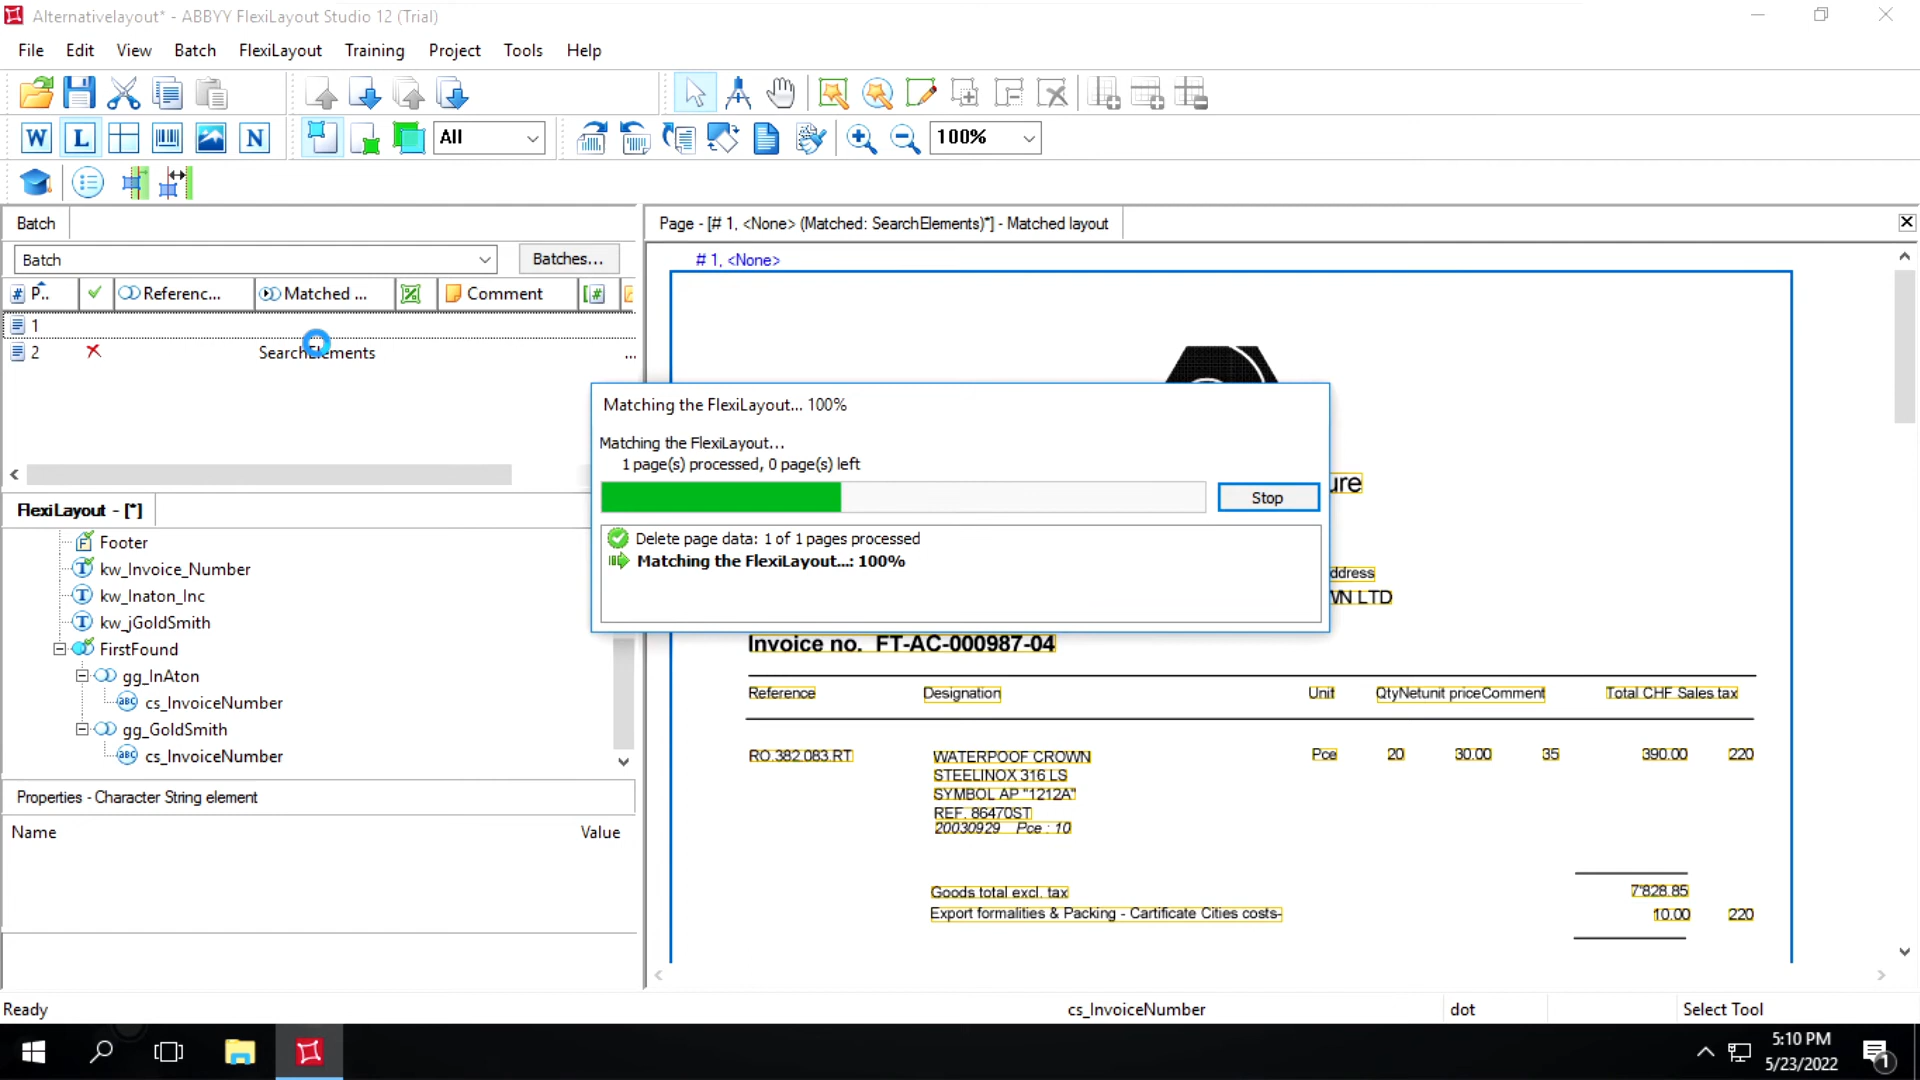 Alternativelayout* - ABBYY FlexiLayout Studio 12 (Trial)
File Edit View Batch FlexiLayout Training Project Tools Help
W L N All 100%
Batch
Page - [# 1, <None> (Matched: SearchElements)*] - Matched layout
Batch Batches...
# 1, <None>
# P.. Referenc... Matched ... Comment [#
1
2 SearchElements ...
Matching the FlexiLayout... 100%
Matching the FlexiLayout...
1 page(s) processed, 0 page(s) left
Stop
Delete page data: 1 of 1 pages processed
Matching the FlexiLayout...: 100%
FlexiLayout - [*]
Footer
kw_Invoice_Number
kw_Inaton_Inc
kw_jGoldSmith
FirstFound
gg_InAton
cs_InvoiceNumber
gg_GoldSmith
cs_InvoiceNumber
Properties - Character String element
Name Value
ure
ddress
WN LTD
Invoice no. FT-AC-000987-04
Reference Designation Unit QtyNetunit priceComment Total CHF Sales tax
RO.382.083.RT WATERPOOF CROWN Pce 20 30.00 35 390.00 220
STEELINOX 316 LS
SYMBOL AP "1212A"
REF. 86470ST
20030929 Pce : 10
Goods total excl. tax 7'828.85
Export formalities & Packing - Cartificate Cities costs- 10.00 220
Ready cs_InvoiceNumber dot Select Tool
5:10 PM
5/23/2022
1